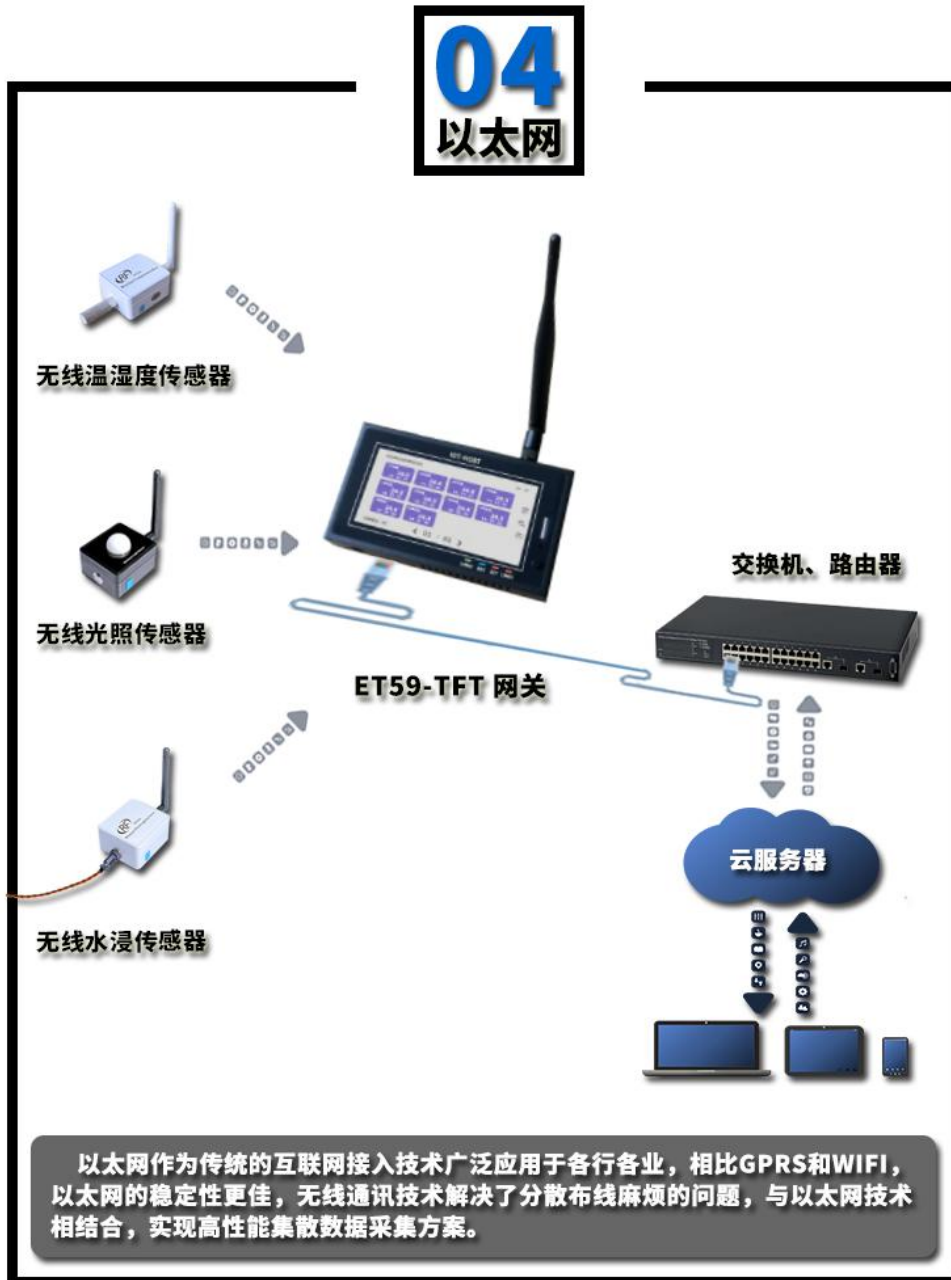 04
以太网
无线温湿度传感器
IOT-HOST
无线光照传感器
交换机、路由器
ET59-TFT 网关
云服务器
无线水浸传感器
以太网作为传统的互联网接入技术广泛应用于各行各业，相比GPRS和WIFI，
以太网的稳定性更佳，无线通讯技术解决了分散布线麻烦的问题，与以太网技术
相结合，实现高性能集散数据采集方案。